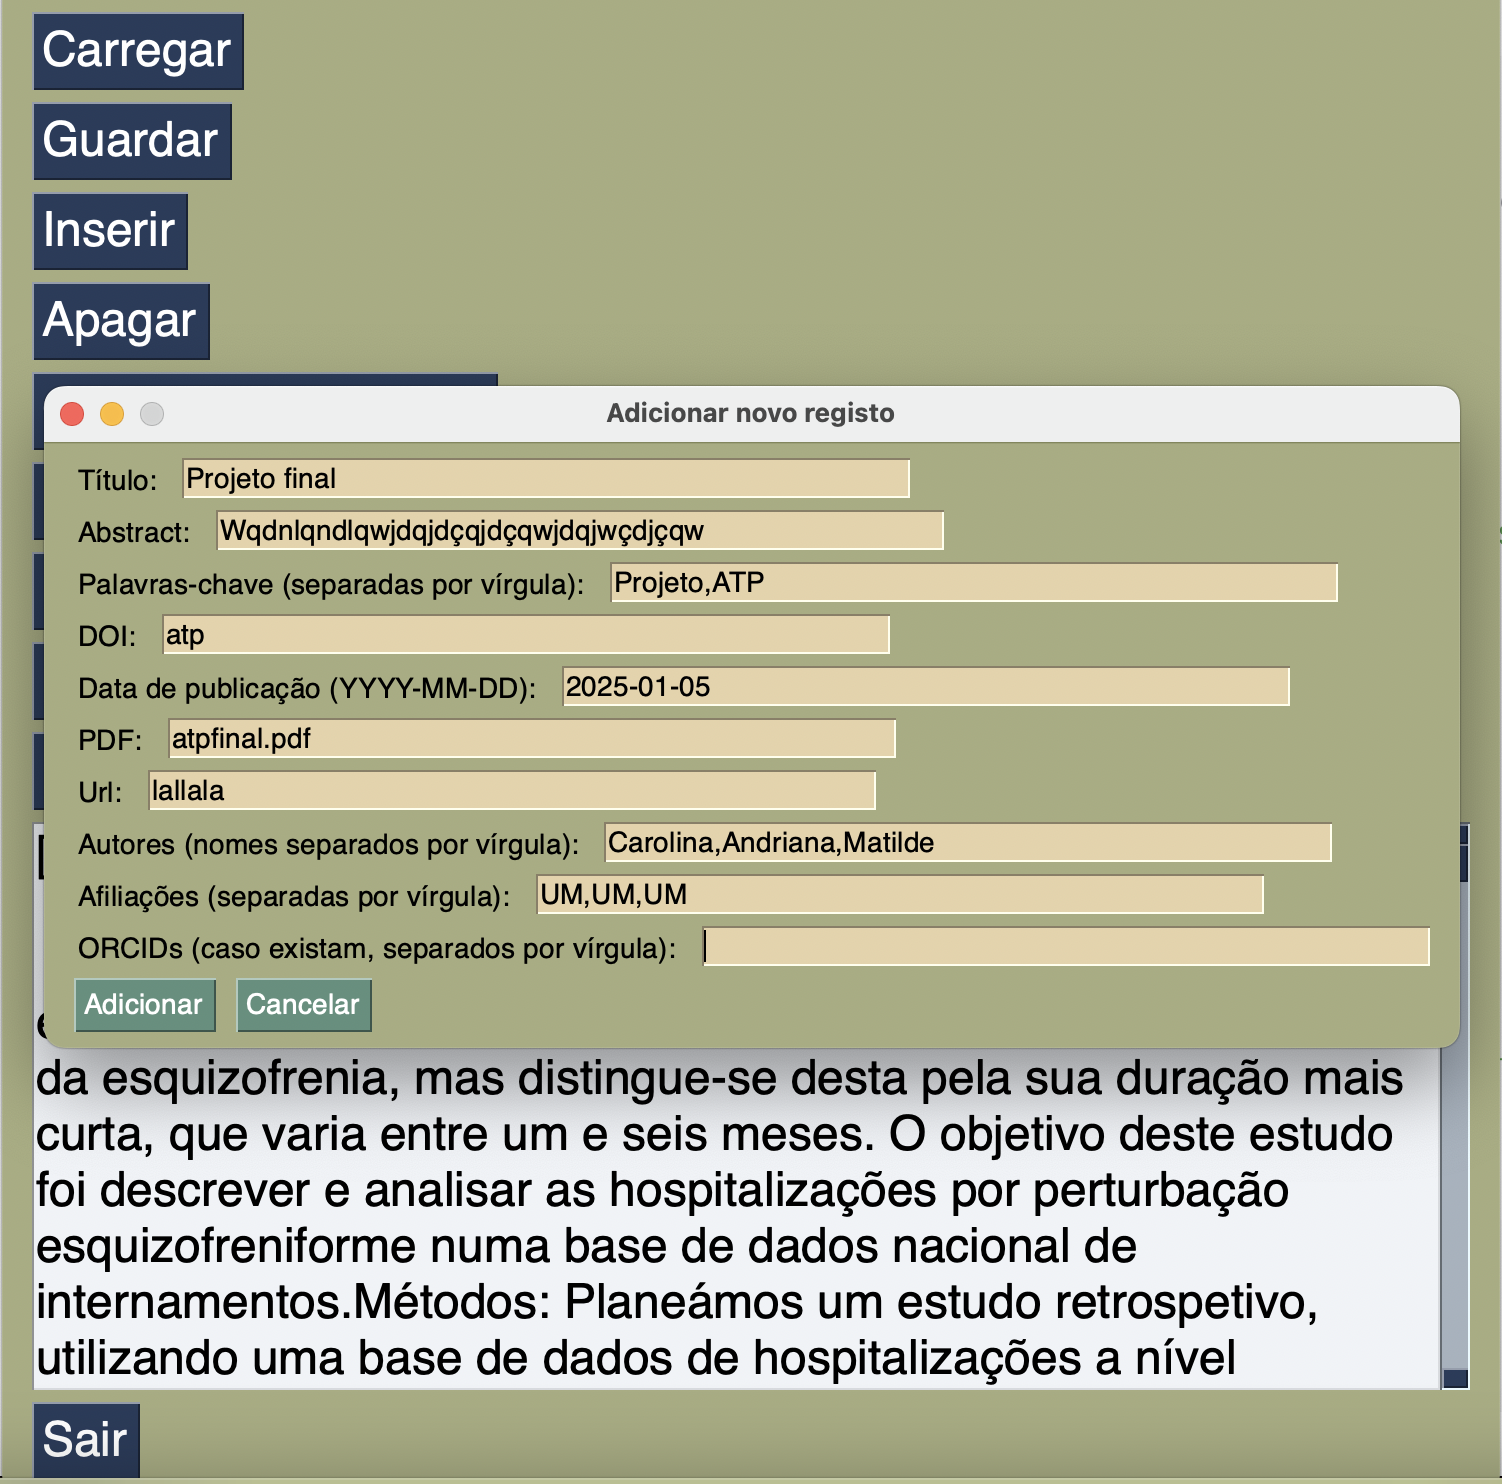 Carregar
Guardar
Inserir
Apagar
Adicionar novo registo
Título: Projeto final
Abstract: Wqdnlqndlqwjdqjdçqjdçqwjdqjwçdjçqw
Palavras-chave (separadas por vírgula): Projeto,ATP
DOI: atp
Data de publicação (YYYY-MM-DD): 2025-01-05
PDF: atpfinal.pdf
Url: lallala
Autores (nomes separados por vírgula): Carolina,Andriana,Matilde
Afiliações (separadas por vírgula): UM,UM,UM
ORCIDs (caso existam, separados por vírgula):
Adicionar Cancelar
da esquizofrenia, mas distingue-se desta pela sua duração mais
curta, que varia entre um e seis meses. O objetivo deste estudo
foi descrever e analisar as hospitalizações por perturbação
esquizofreniforme numa base de dados nacional de
internamentos.Métodos: Planeámos um estudo retrospetivo,
utilizando uma base de dados de hospitalizações a nível
Sair